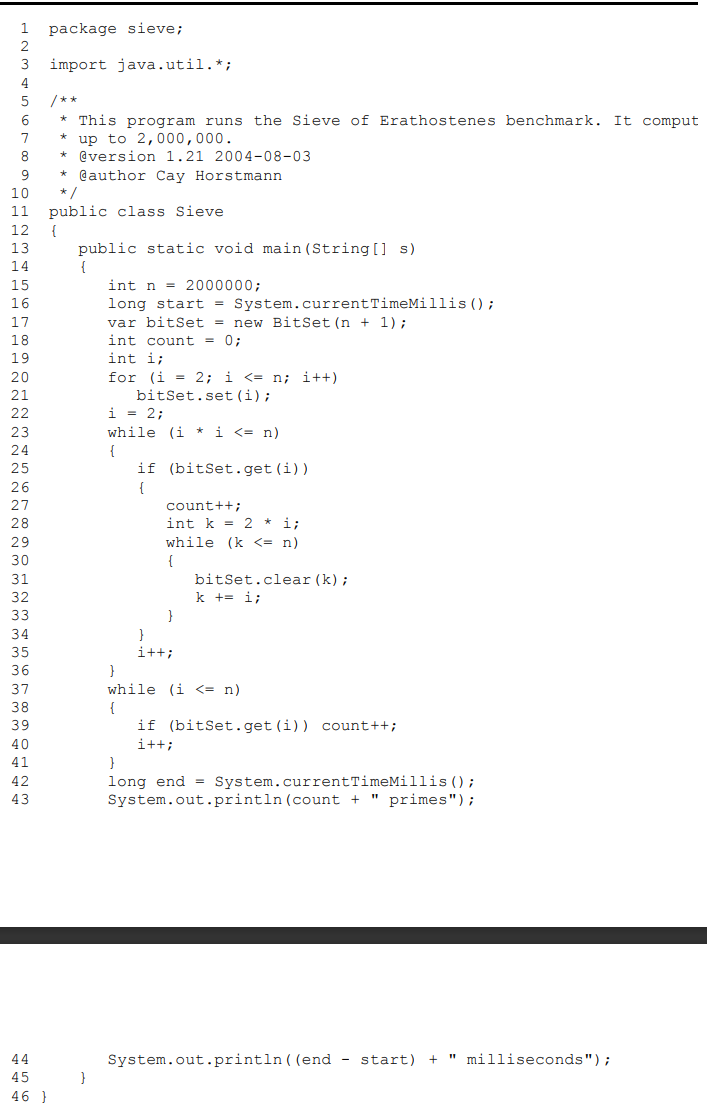 1 package sieve;
2
3 import java.util.*;
4
5 /**
6  * This program runs the Sieve of Erathostenes benchmark. It comput
7  * up to 2,000,000.
8  * @version 1.21 2004-08-03
9  * @author Cay Horstmann
10  */
11 public class Sieve
12 {
13    public static void main(String[] s)
14    {
15       int n = 2000000;
16       long start = System.currentTimeMillis();
17       var bitSet = new BitSet(n + 1);
18       int count = 0;
19       int i;
20       for (i = 2; i <= n; i++)
21          bitSet.set(i);
22       i = 2;
23       while (i * i <= n)
24       {
25          if (bitSet.get(i))
26          {
27             count++;
28             int k = 2 * i;
29             while (k <= n)
30             {
31                bitSet.clear(k);
32                k += i;
33             }
34          }
35          i++;
36       }
37       while (i <= n)
38       {
39          if (bitSet.get(i)) count++;
40          i++;
41       }
42       long end = System.currentTimeMillis();
43       System.out.println(count + " primes");
44       System.out.println((end - start) + " milliseconds");
45    }
46 }